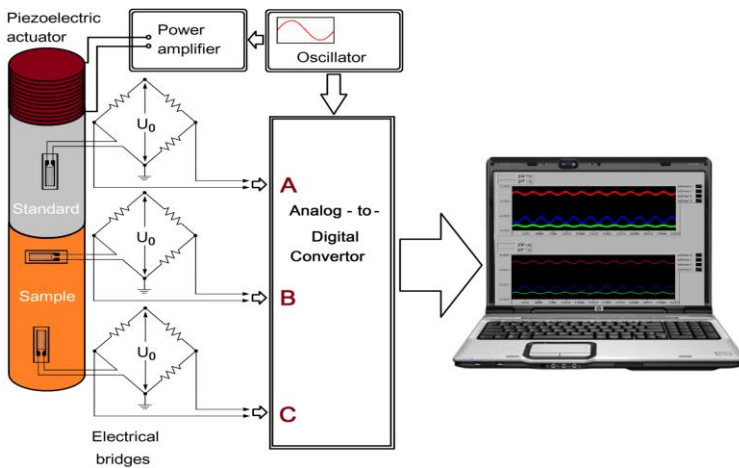 Piezoelectric
actuator
Power
amplifier
Oscillator
U0
Standard
A
Analog - to -
Digital
Convertor
U0
B
Sample
U0
C
Electrical
bridges